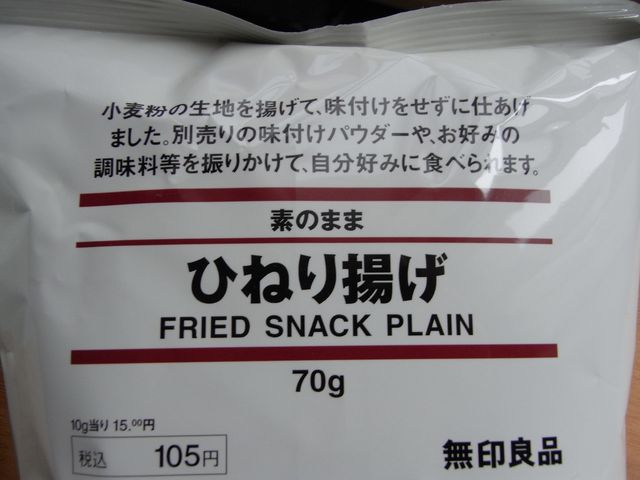 小麦粉の生地を揚げて、味付けをせずに仕あげ
ました。別売りの味付けパウダーや、お好みの
調味料等を振りかけて、自分好みに食べられます。
素のまま
ひねり揚げ
FRIED SNACK PLAIN
70g
10g当り 15.00円
税込 105円
無印良品